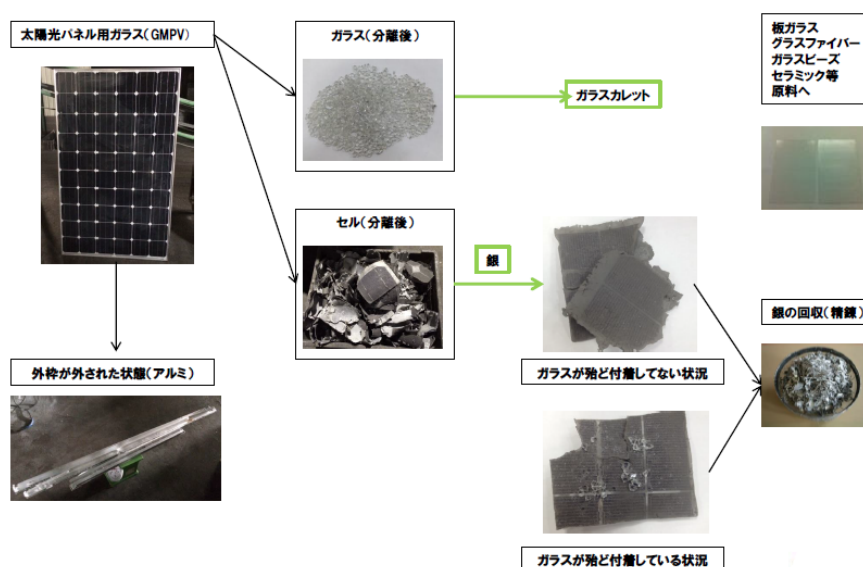 太陽光パネル用ガラス(GMPV)
ガラス(分離後)
ガラスカレット
板ガラス
グラスファイバー
ガラスビーズ
セラミック等
原料へ
セル(分離後)
銀
銀の回収(精錬)
外枠が外された状態(アルミ)
ガラスが殆ど付着してない状況
ガラスが殆ど付着している状況